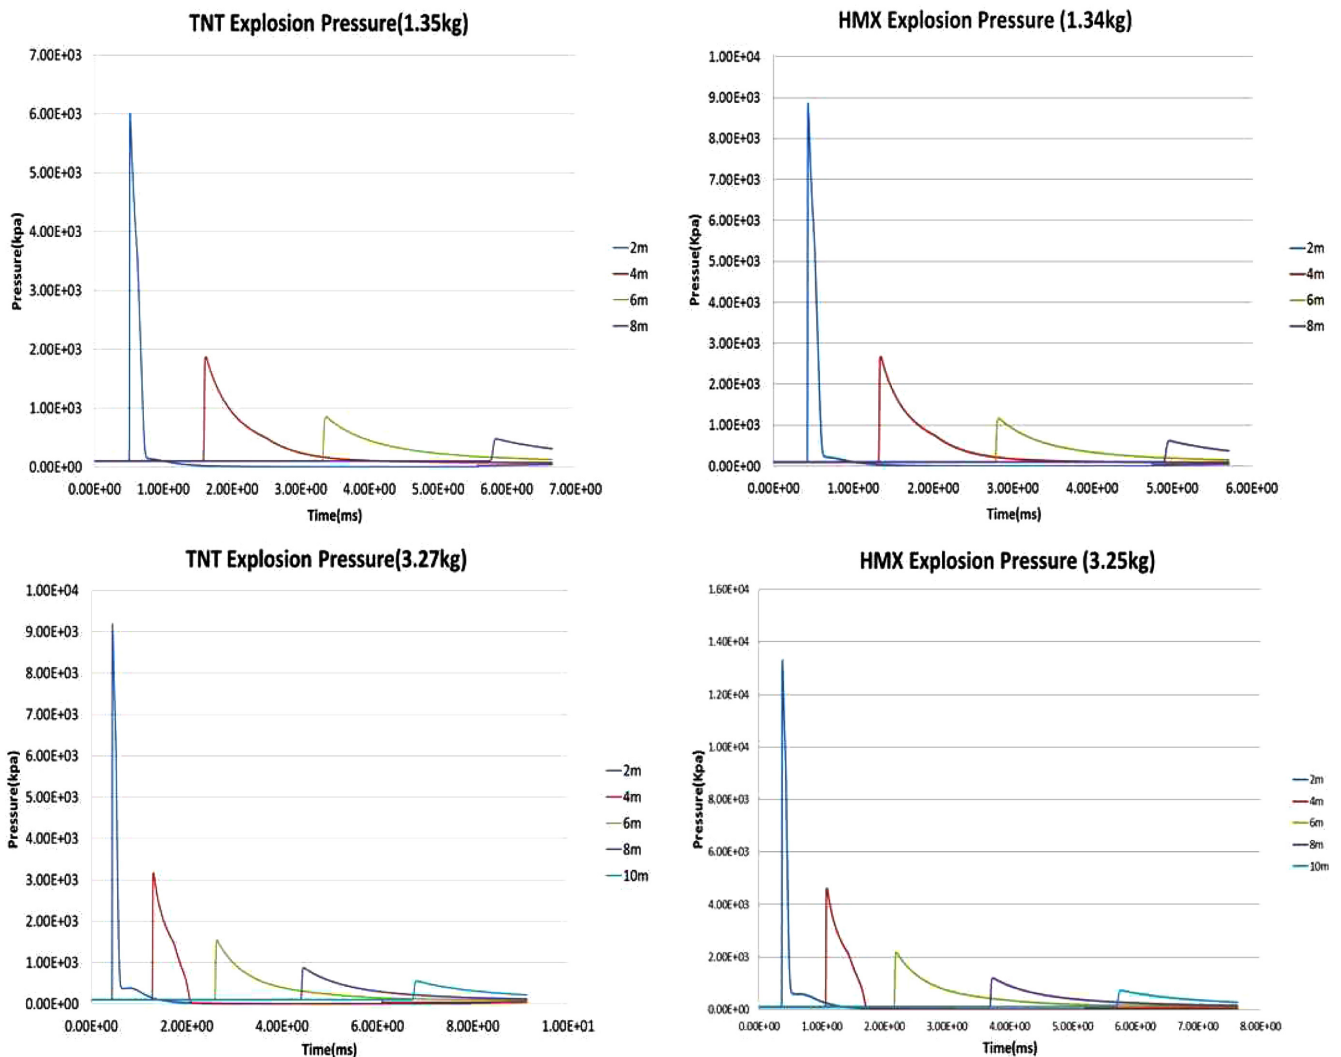 TNT Explosion Pressure(1.35kg)
7.00E+03
6.00E+03
5.00E+03
4.00E+03
3.00E+03
2.00E+03
1.00E+03
0.00E+00
Pressure(kpa)
0.00E+00 1.00E+00 2.00E+00 3.00E+00 4.00E+00 5.00E+00 6.00E+00 7.00E+00
Time(ms)
2m
4m
6m
8m
HMX Explosion Pressure (1.34kg)
1.00E+04
9.00E+03
8.00E+03
7.00E+03
6.00E+03
5.00E+03
4.00E+03
3.00E+03
2.00E+03
1.00E+03
0.00E+00
Pressue(Kpa)
0.00E+00 1.00E+00 2.00E+00 3.00E+00 4.00E+00 5.00E+00 6.00E+00
Time(ms)
2m
4m
6m
8m
TNT Explosion Pressure(3.27kg)
1.00E+04
9.00E+03
8.00E+03
7.00E+03
6.00E+03
5.00E+03
4.00E+03
3.00E+03
2.00E+03
1.00E+03
0.00E+00
Pressure(kpa)
0.00E+00 2.00E+00 4.00E+00 6.00E+00 8.00E+00 1.00E+01
Time(ms)
2m
4m
6m
8m
10m
HMX Explosion Pressure (3.25kg)
1.60E+04
1.40E+04
1.20E+04
1.00E+04
8.00E+03
6.00E+03
4.00E+03
2.00E+03
0.00E+00
Pressure(Kpa)
0.00E+00 1.00E+00 2.00E+00 3.00E+00 4.00E+00 5.00E+00 6.00E+00 7.00E+00 8.00E+00
Time(ms)
2m
4m
6m
8m
10m